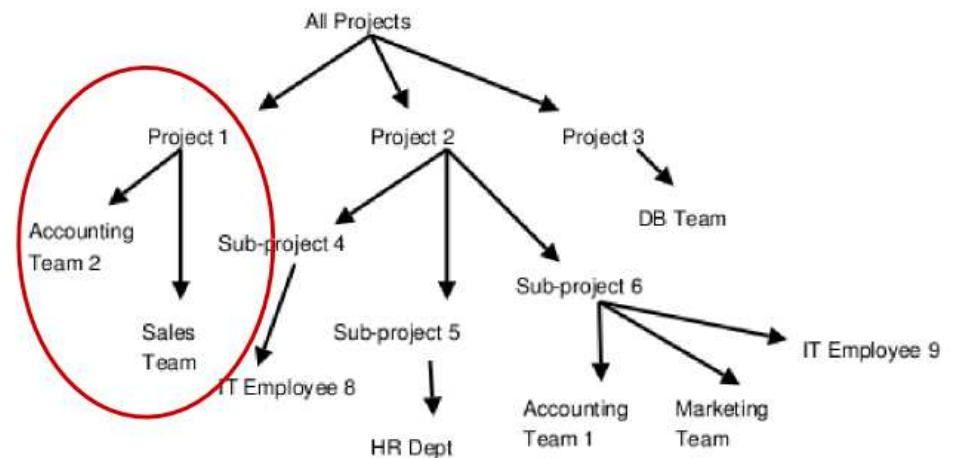 All Projects
Project 1
Project 2
Project 3
Accounting
Team 2
Sub-project 4
DB Team
Sub-project 6
Sales
Team
Sub-project 5
IT Employee 9
IT Employee 8
Accounting
Team 1
Marketing
Team
HR Dept